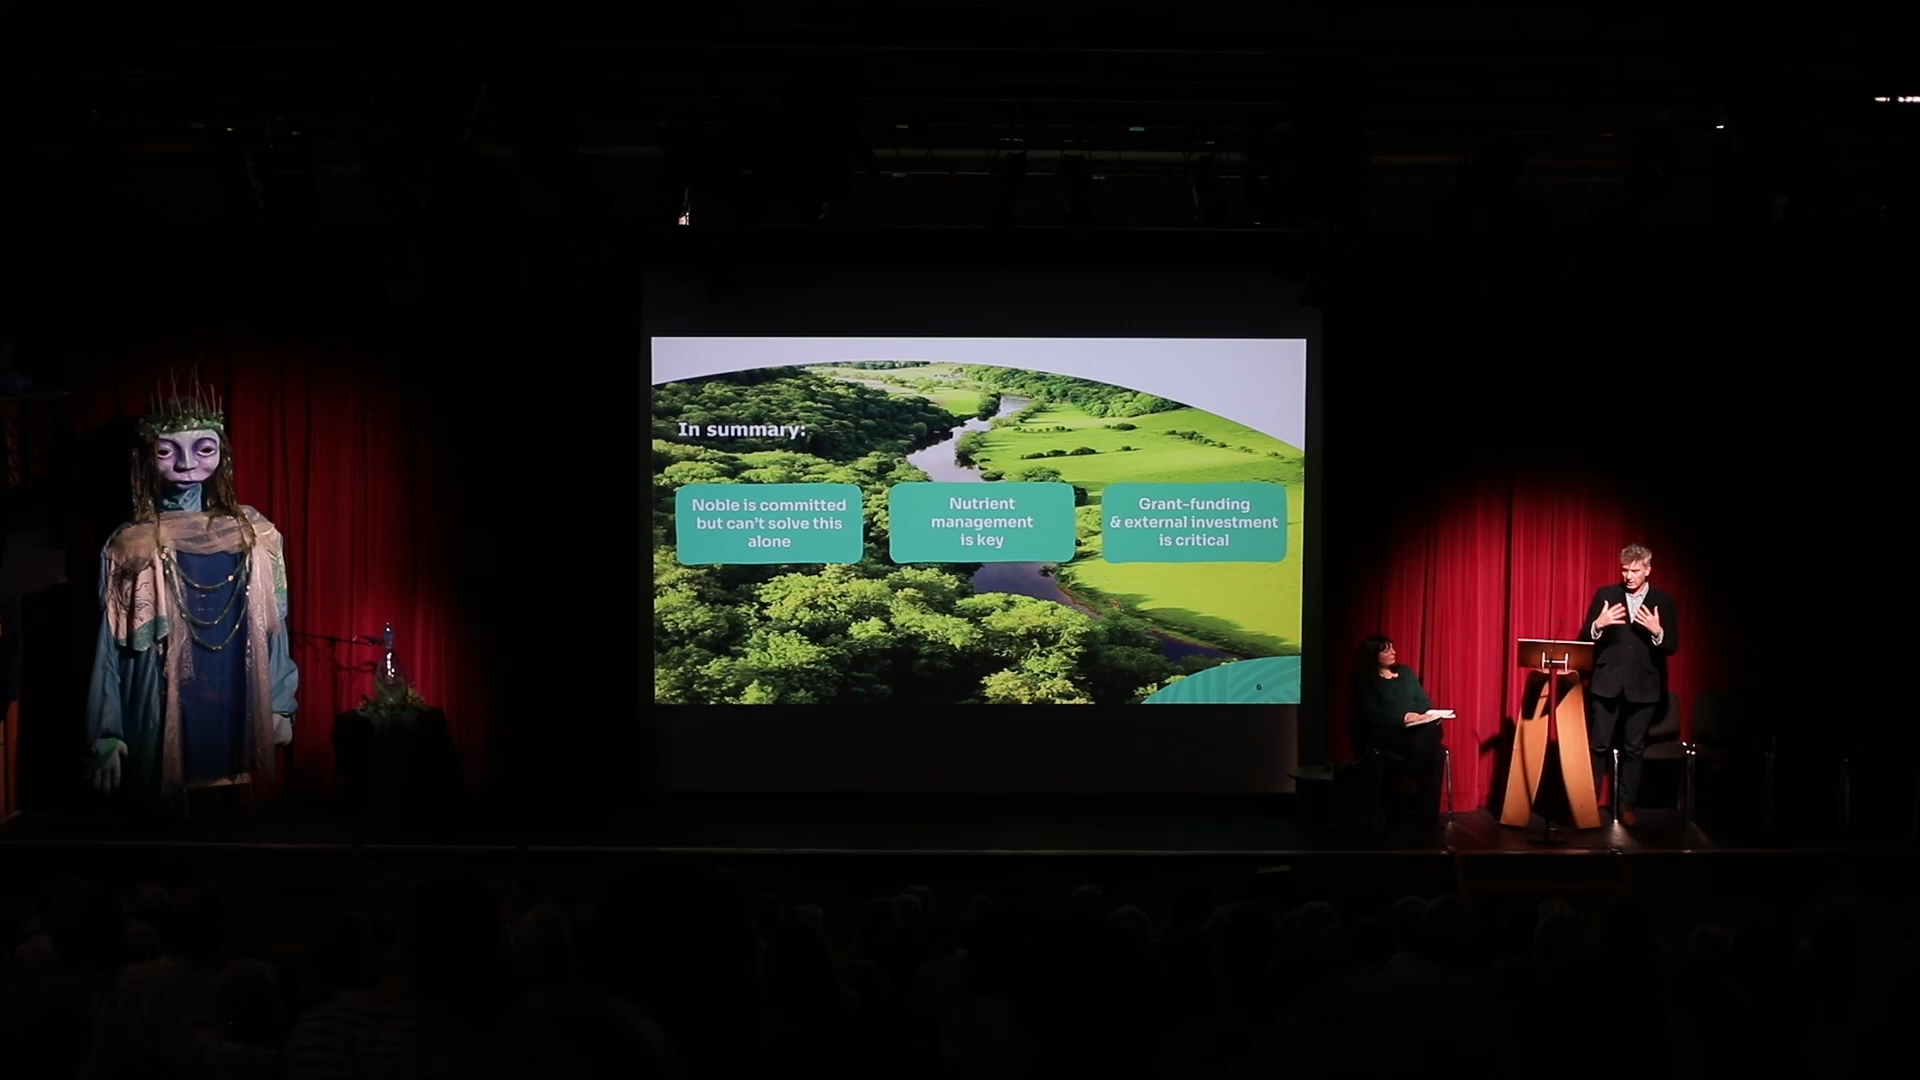 In summary:
Noble is committed
but can't solve this
alone
Nutrient
management
is key
Grant-funding
& external investment
is critical
6